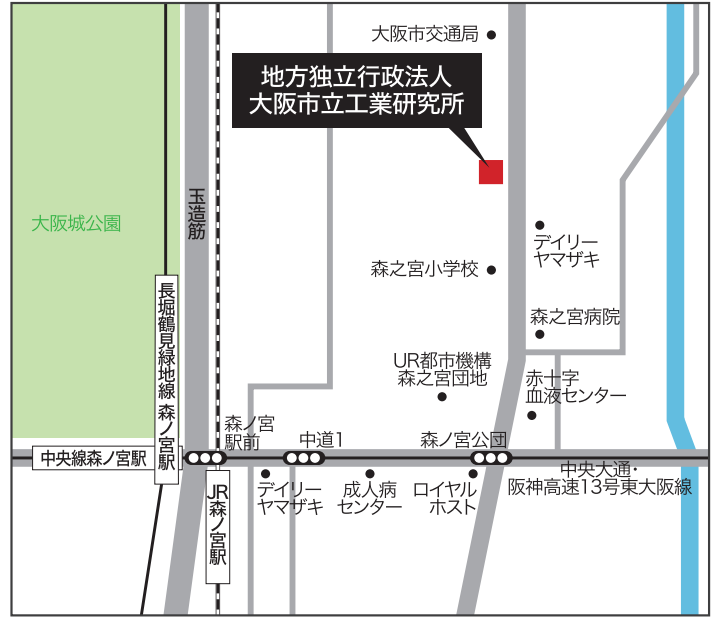 大阪市交通局
地方独立行政法人
大阪市立工業研究所
大阪城公園
玉造筋
デイリー
ヤマザキ
森之宮小学校
長堀鶴見緑地線 森ノ宮駅
森之宮病院
UR都市機構
森之宮団地
赤十字
血液センター
森ノ宮
駅前
中道1
森ノ宮公団
中央線森ノ宮駅
中央大通・
阪神高速13号東大阪線
JR森ノ宮駅
デイリー
ヤマザキ
成人病
センター
ロイヤル
ホスト